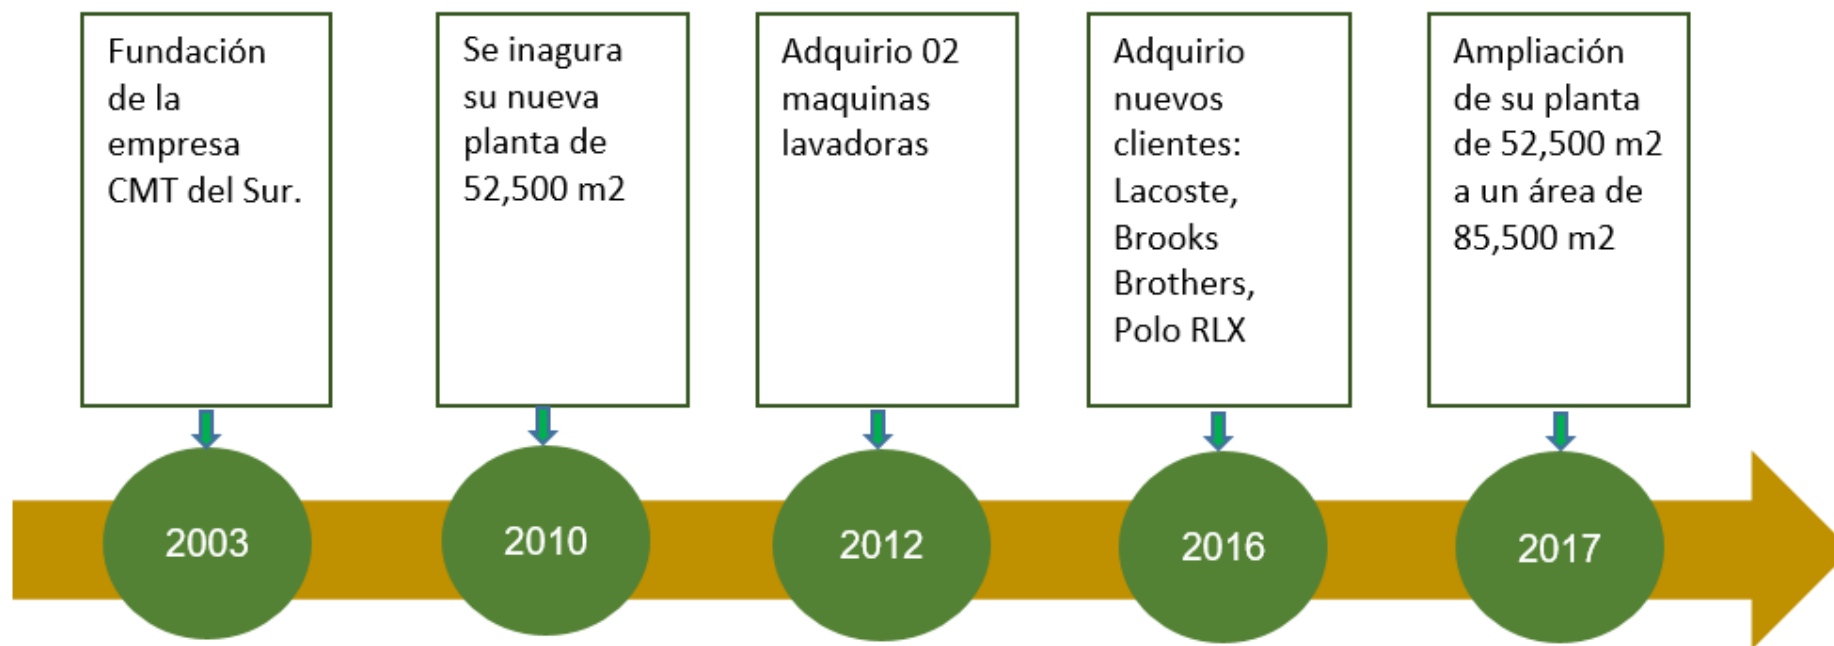 Fundación
de la
empresa
CMT del Sur.
Se inagura
su nueva
planta de
52,500 m2
Adquirio 02
maquinas
lavadoras
Adquirio
nuevos
clientes:
Lacoste,
Brooks
Brothers,
Polo RLX
Ampliación
de su planta
de 52,500 m2
a un área de
85,500 m2
2003
2010
2012
2016
2017